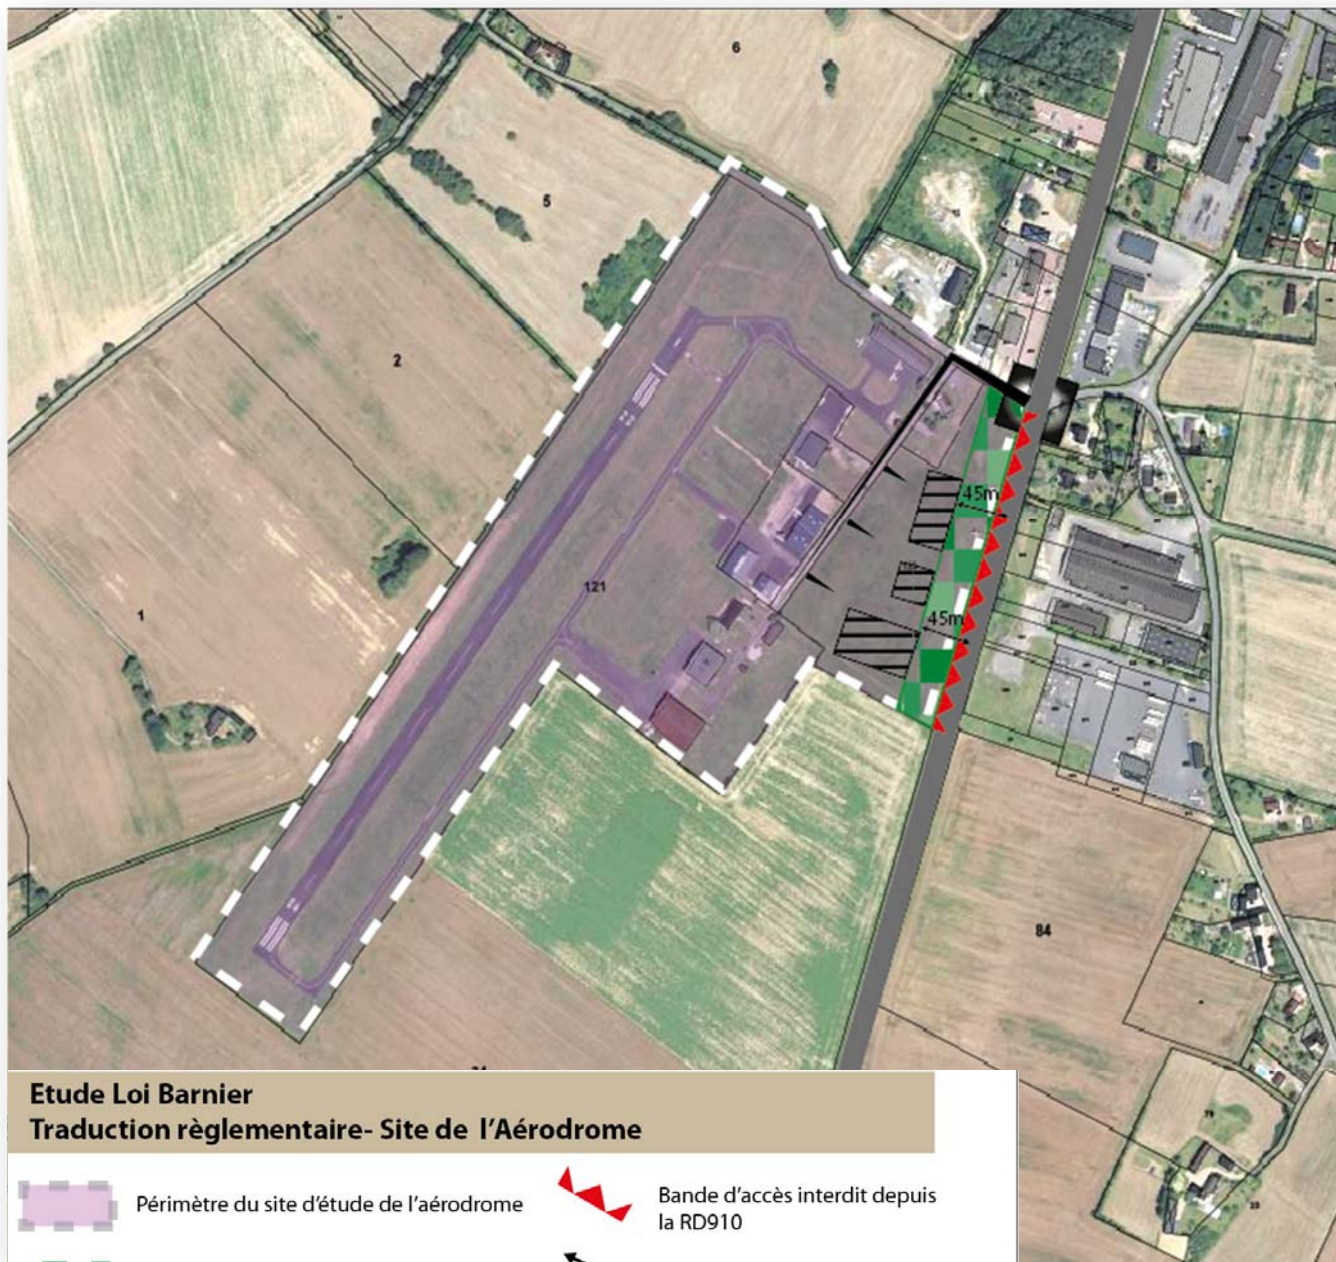 6
5
2
45m
121
1
45m
84
Etude Loi Barnier
Traduction règlementaire- Site de l'Aérodrome
Périmètre du site d'étude de l'aérodrome
Bande d'accès interdit depuis
la RD910